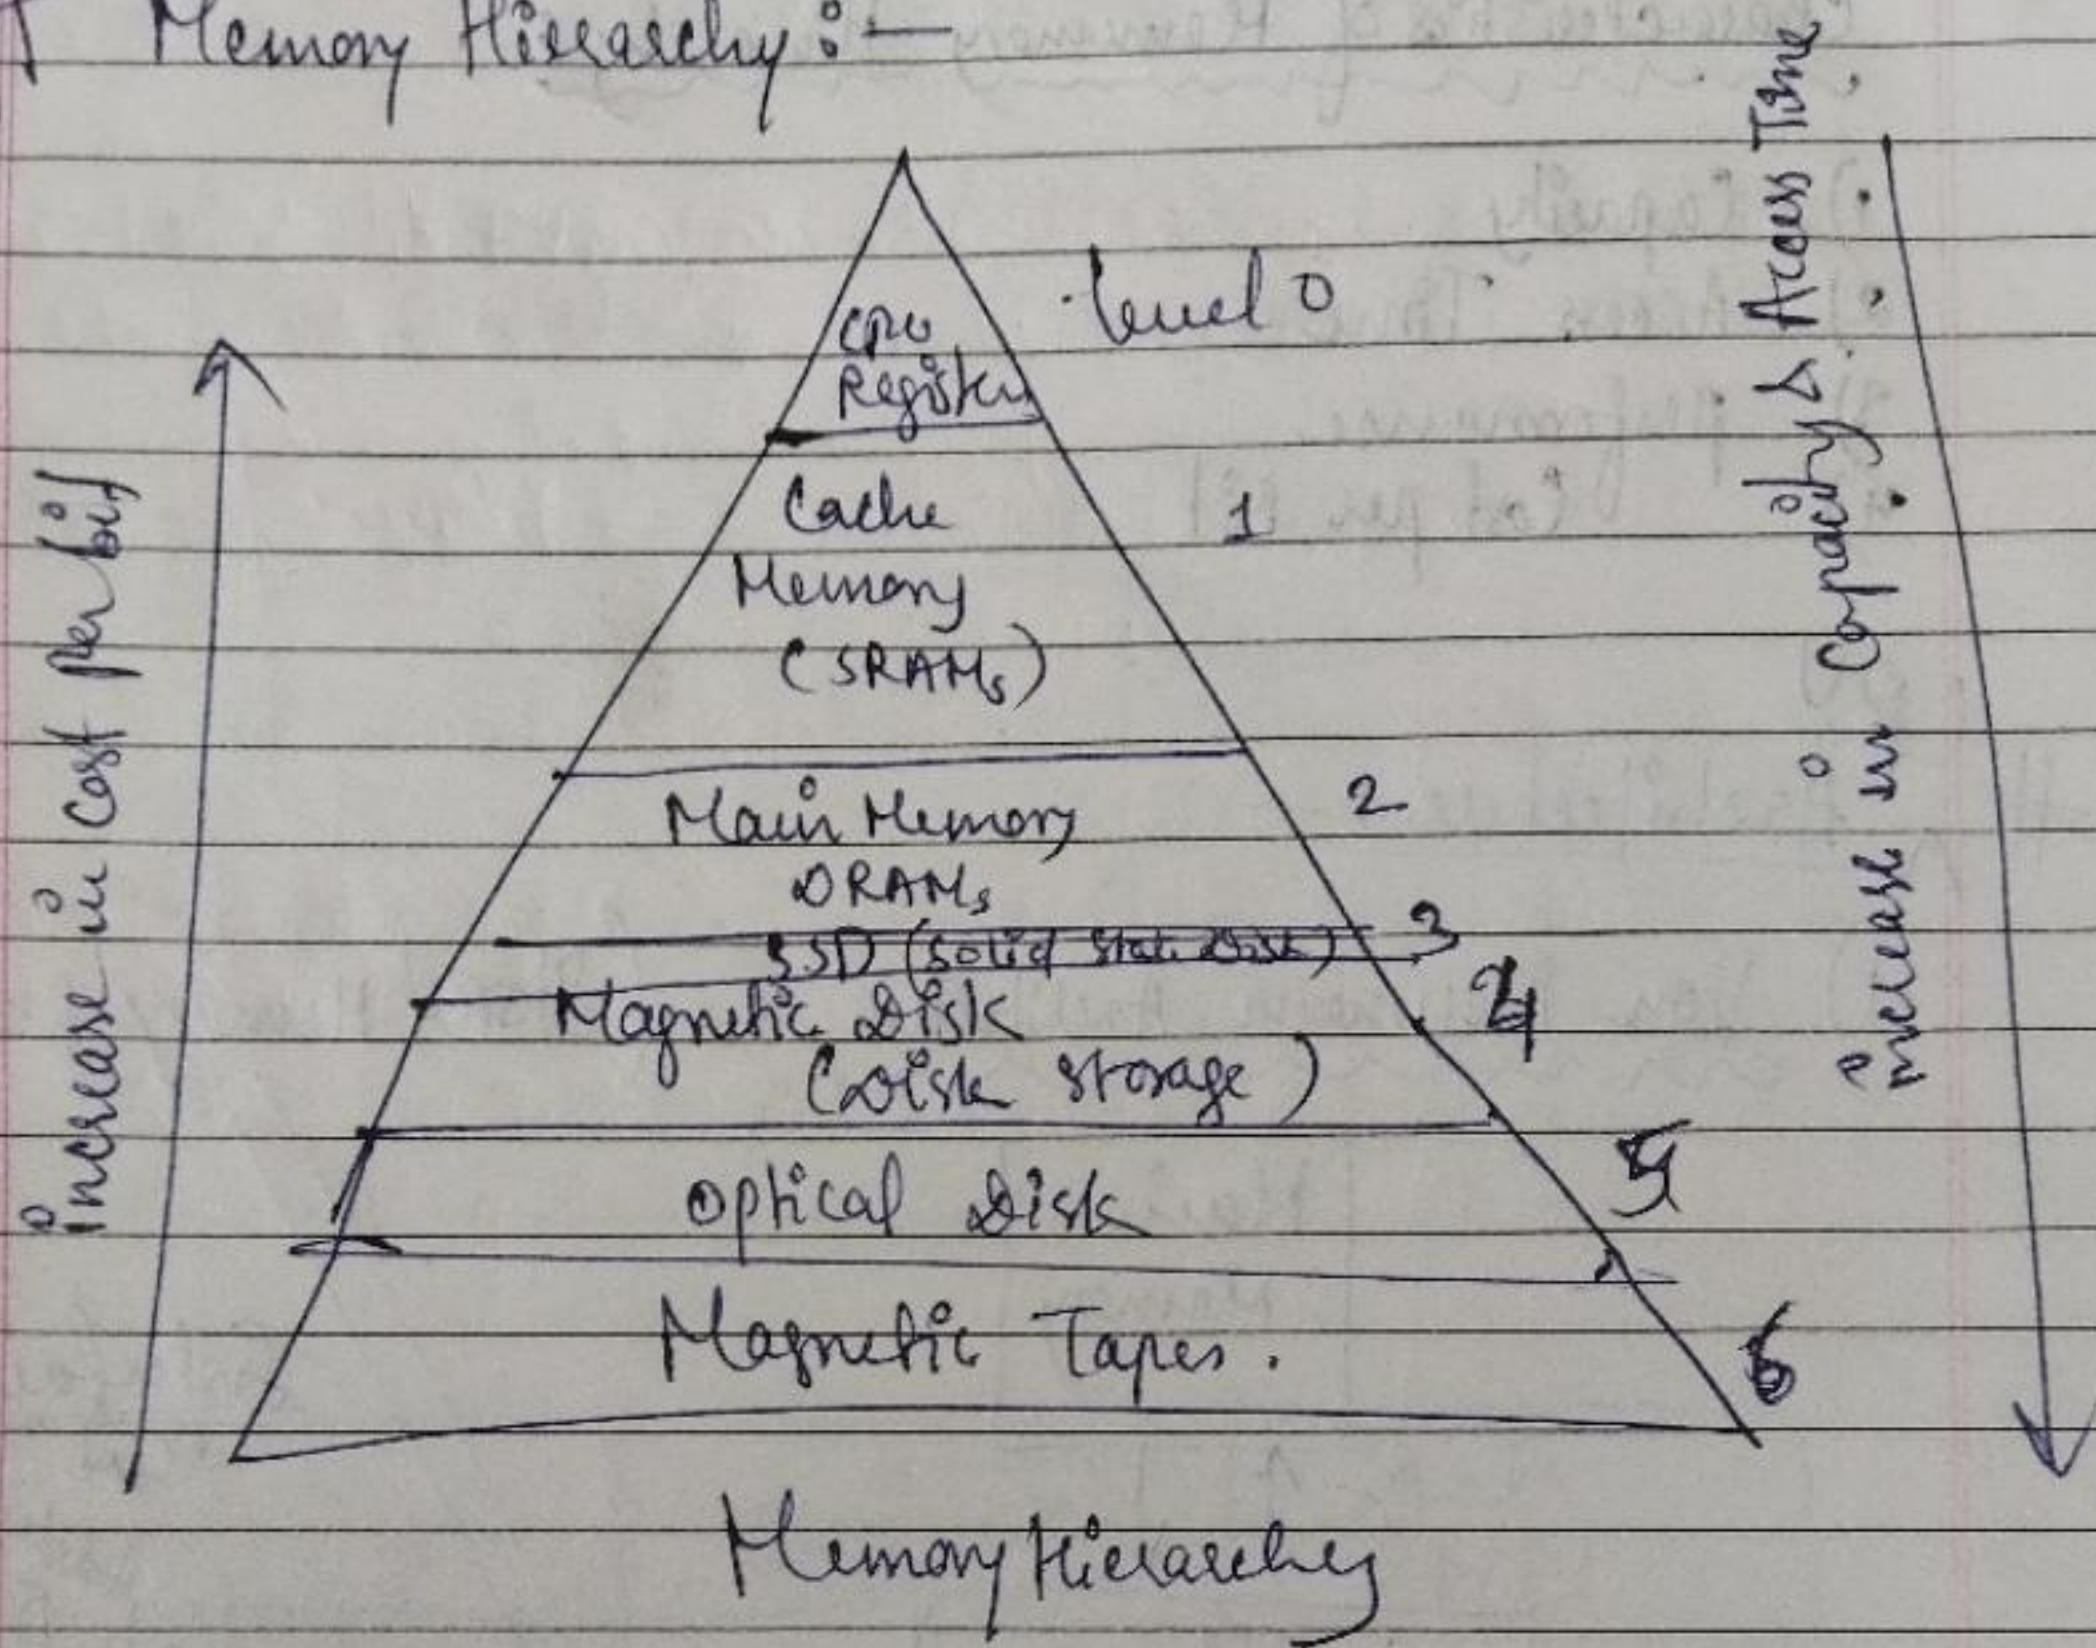 Memory Hierarchy :-
CPU
Register
level 0
Cache
Memory
(SRAMs)
1
Main Memory
DRAMs
2
SSD (Solid State Disk)
3
Magnetic Disk
(Disk Storage)
4
Optical Disk
5
Magnetic Tapes.
6
increase in cost per bit
increase in Capacity & Access Time
Memory Hierarchy